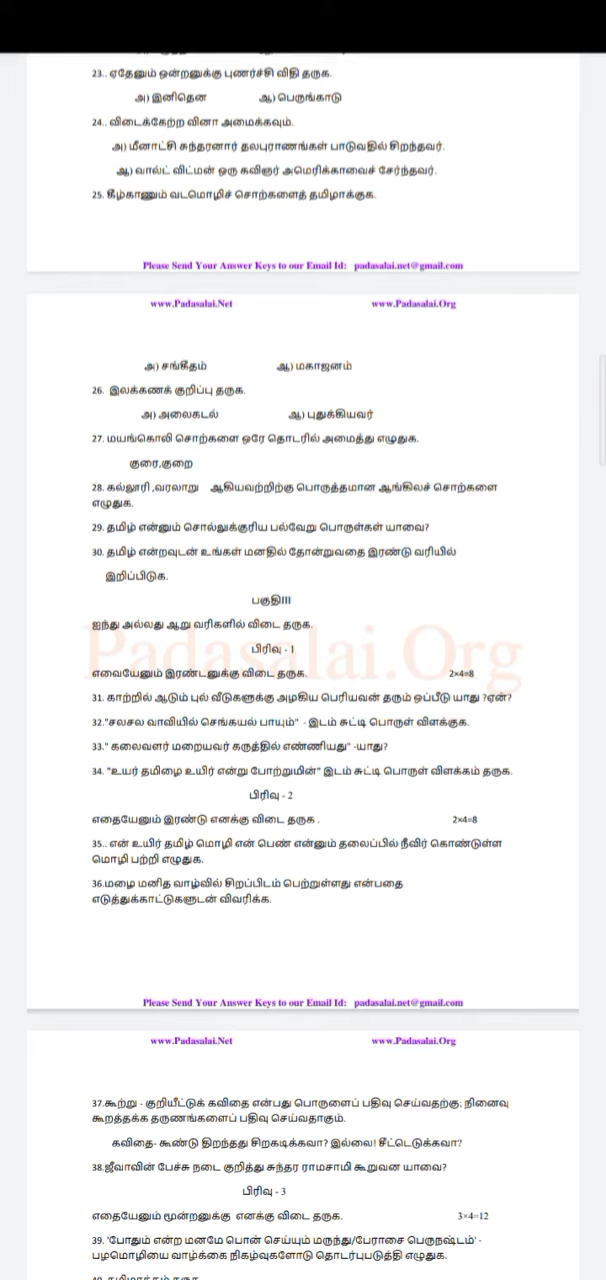 23.. ஏதேனும் ஒன்றனுக்கு புணர்ச்சி விதி தருக.
அ) இனிதென ஆ) பெருங்காடு
24.. விடைக்கேற்ற வினா அமைக்கவும்.
அ) மீனாட்சி சுந்தரனார் தலபுராணங்கள் பாடுவதில் சிறந்தவர்.
ஆ) வால்ட் விட்மன் ஒரு கவிஞர் அமெரிக்காவைச் சேர்ந்தவர்.
25. கீழ்காணும் வடமொழிச் சொற்களைத் தமிழாக்குக.
Please Send Your Answer Keys to our Email Id: padasalai.net@gmail.com
www.Padasalai.Net www.Padasalai.Org
அ) சங்கீதம் ஆ) மகாஜனம்
26. இலக்கணக் குறிப்பு தருக.
அ) அலைகடல் ஆ) புதுக்கியவர்
27. மயங்கொலி சொற்களை ஒரே தொடரில் அமைத்து எழுதுக.
குரை,குறை
28. கல்லூரி ,வரலாறு ஆகியவற்றிற்கு பொருத்தமான ஆங்கிலச் சொற்களை
எழுதுக.
29. தமிழ் என்னும் சொல்லுக்குரிய பல்வேறு பொருள்கள் யாவை?
30. தமிழ் என்றவுடன் உங்கள் மனதில் தோன்றுவதை இரண்டு வரியில்
இறிப்பிடுக.
பகுதிIII
ஐந்து அல்லது ஆறு வரிகளில் விடை தருக.
Padasalai.Org
பிரிவு - 1
எவையேனும் இரண்டனுக்கு விடை தருக. 2x4=8
31. காற்றில் ஆடும் புல் வீடுகளுக்கு அழகிய பெரியவன் தரும் ஒப்பீடு யாது ?ஏன்?
32."சலசல வாவியில் செங்கயல் பாயும்" - இடம் சுட்டி பொருள் விளக்குக.
33." கலைவளர் மறையவர் கருத்தில் எண்ணியது" -யாது?
34. "உயர் தமிழை உயிர் என்று போற்றுமின்" இடம் சுட்டி பொருள் விளக்கம் தருக.
பிரிவு - 2
எதையேனும் இரண்டு எனக்கு விடை தருக . 2x4=8
35.. என் உயிர் தமிழ் மொழி என் பெண் என்னும் தலைப்பில் நீவிர் கொண்டுள்ள
மொழி பற்றி எழுதுக.
36.மழை மனித வாழ்வில் சிறப்பிடம் பெற்றுள்ளது என்பதை
எடுத்துக்காட்டுகளுடன் விவரிக்க.
Please Send Your Answer Keys to our Email Id: padasalai.net@gmail.com
www.Padasalai.Net www.Padasalai.Org
37.கூற்று - குறியீட்டுக் கவிதை என்பது பொருளைப் பதிவு செய்வதற்கு; நினைவு
கூறத்தக்க தருணங்களைப் பதிவு செய்வதாகும்.
கவிதை- கூண்டு திறந்தது சிறகடிக்கவா? இல்லை! சீட்டெடுக்கவா?
38.ஜீவாவின் பேச்சு நடை குறித்து சுந்தர ராமசாமி கூறுவன யாவை?
பிரிவு - 3
எதையேனும் மூன்றனுக்கு எனக்கு விடை தருக. 3×4=12
39. 'போதும் என்ற மனமே பொன் செய்யும் மருந்து/பேராசை பெருநஷ்டம்' -
பழமொழியை வாழ்க்கை நிகழ்வுகளோடு தொடர்புபடுத்தி எழுதுக.